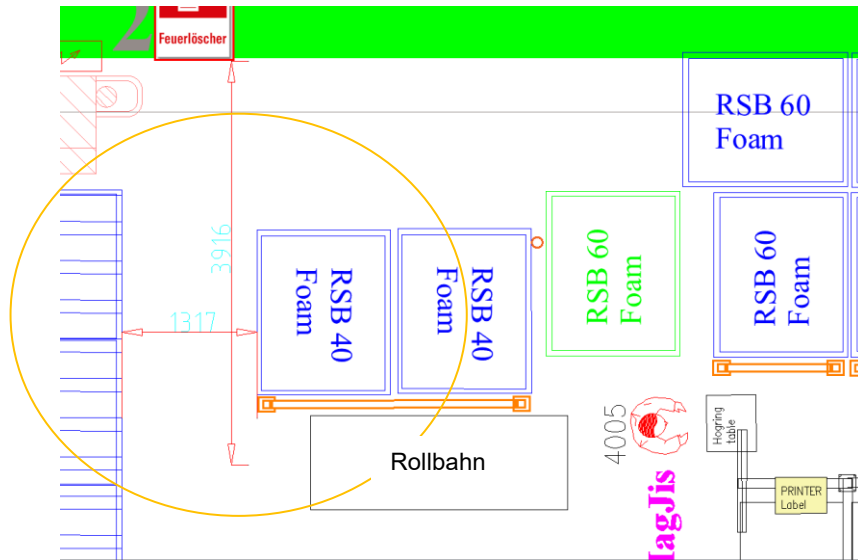 2
Feuerlöscher
RSB 60
Foam
3916
1317
RSB 40
Foam
RSB 40
Foam
RSB 60
Foam
RSB 60
Foam
4005
Hogring
table
Rollbahn
PRINTER
Label